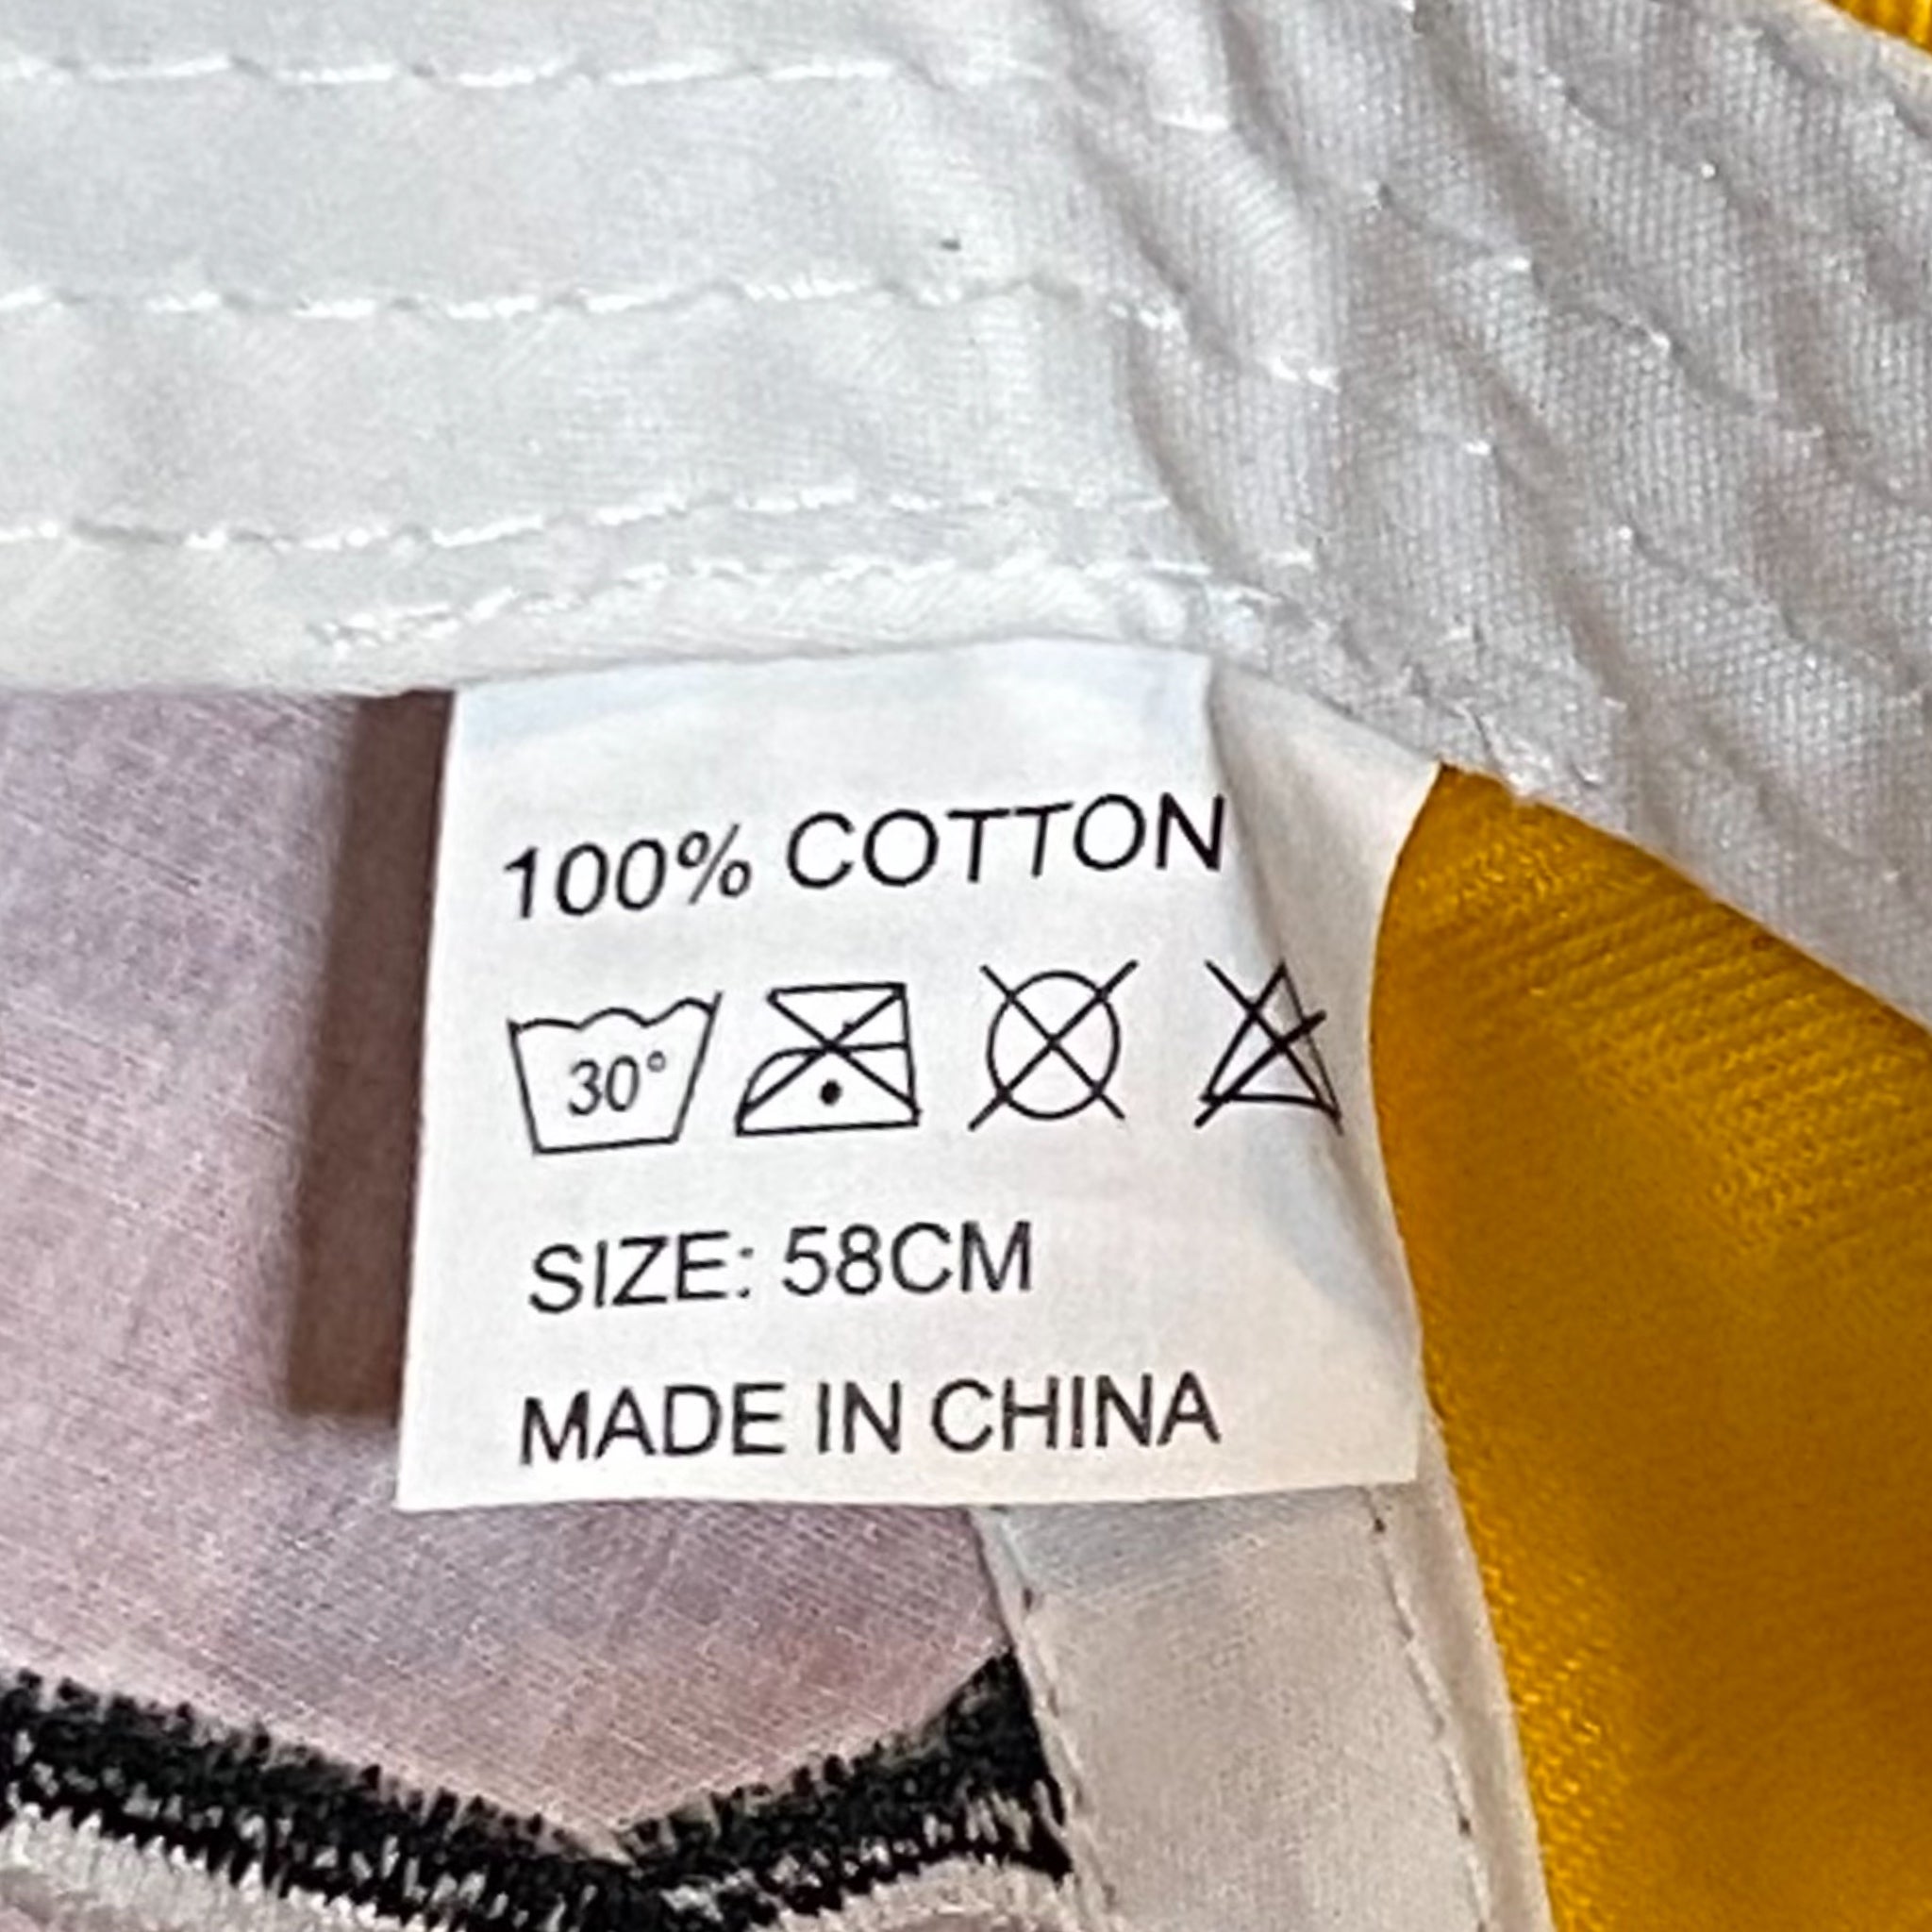 100% COTTON
30°
SIZE: 58CM
MADE IN CHINA